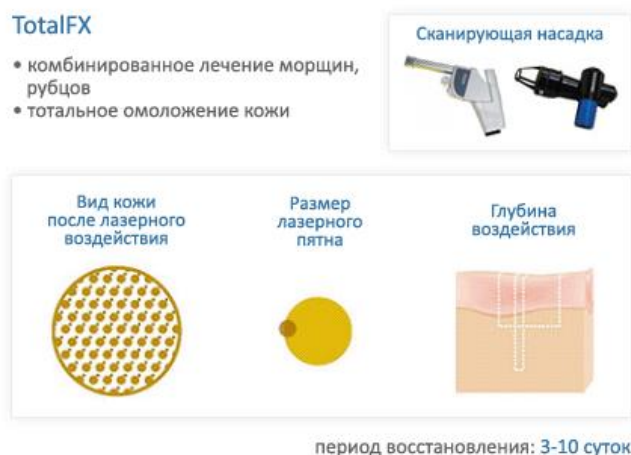 TotalFX
• комбинированное лечение морщин,
рубцов
• тотальное омоложение кожи
Сканирующая насадка
Вид кожи
после лазерного
воздействия
Размер
лазерного
пятна
Глубина
воздействия
период восстановления: 3-10 суток